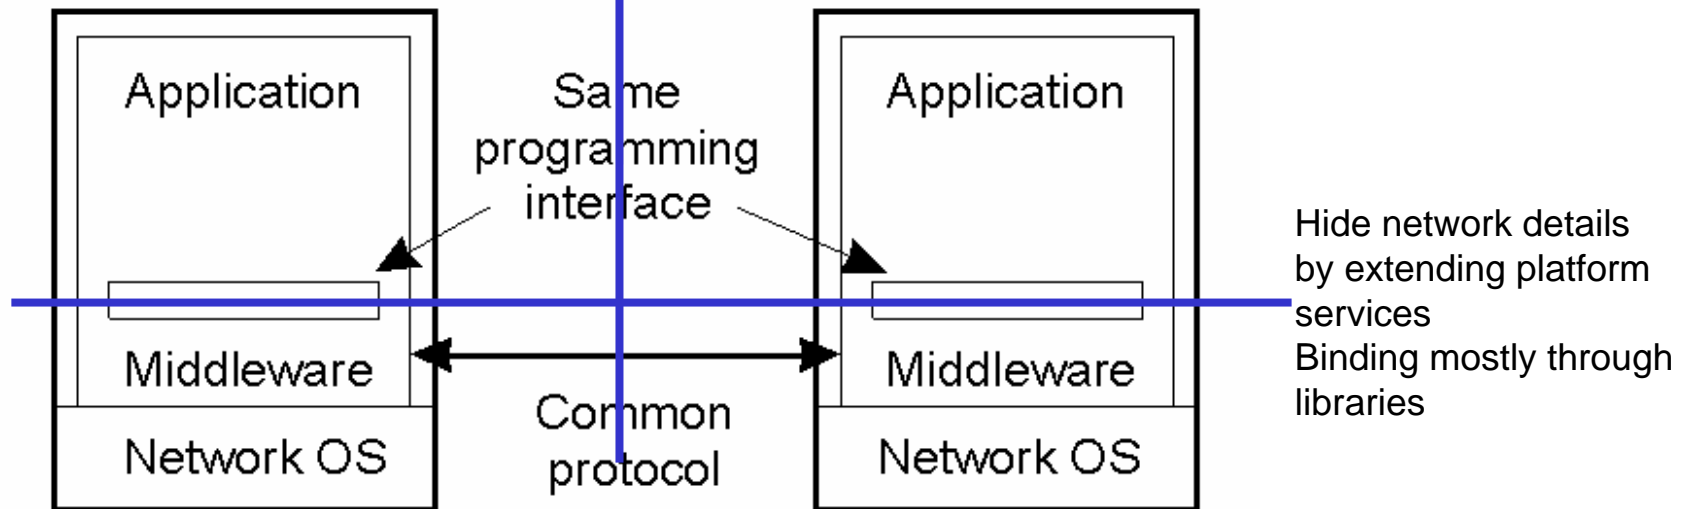 Application
Same
programming
interface
Application
Hide network details
by extending platform
services
Binding mostly through
libraries
Middleware
Common
protocol
Middleware
Network OS
Network OS